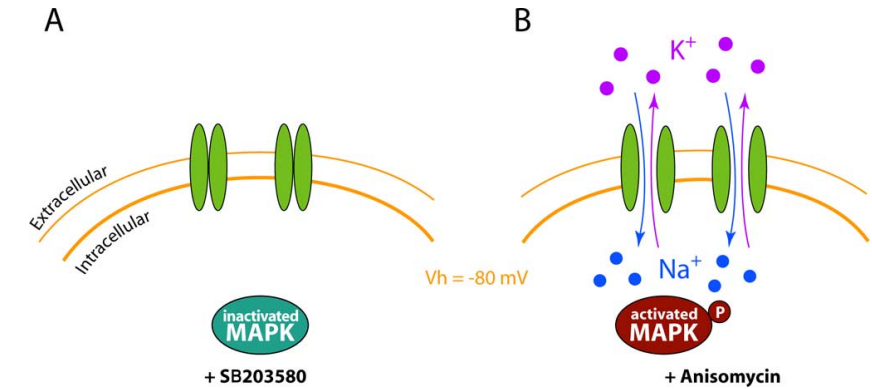 A
Extracellular
Intracellular
inactivated
MAPK
+ SB203580
Vh = -80 mV
B
K+
Na+
activated
MAPK
P
+ Anisomycin